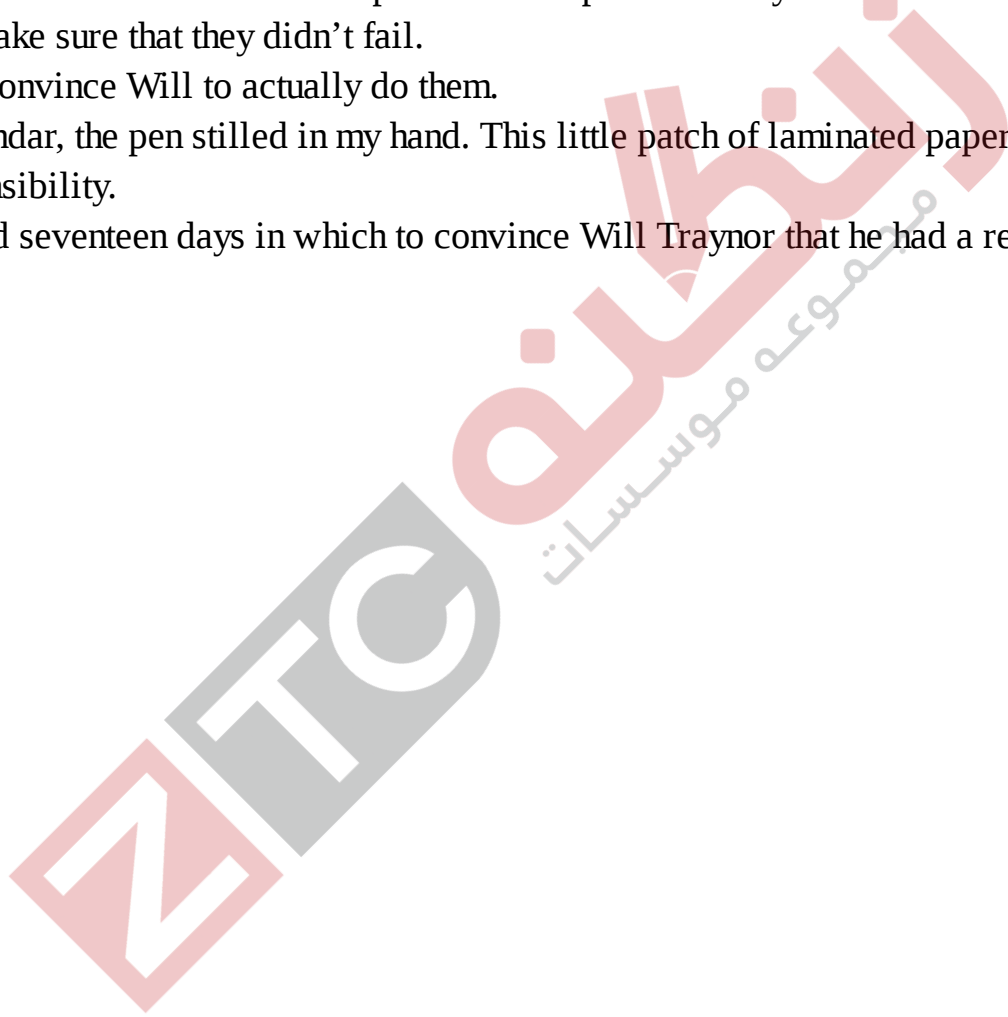 ake sure that they didn’t fail.
onvince Will to actually do them.
ndar, the pen stilled in my hand. This little patch of laminated paper
nsibility.
d seventeen days in which to convince Will Traynor that he had a re
زنگنه
مجموعه موسسات
ZTC